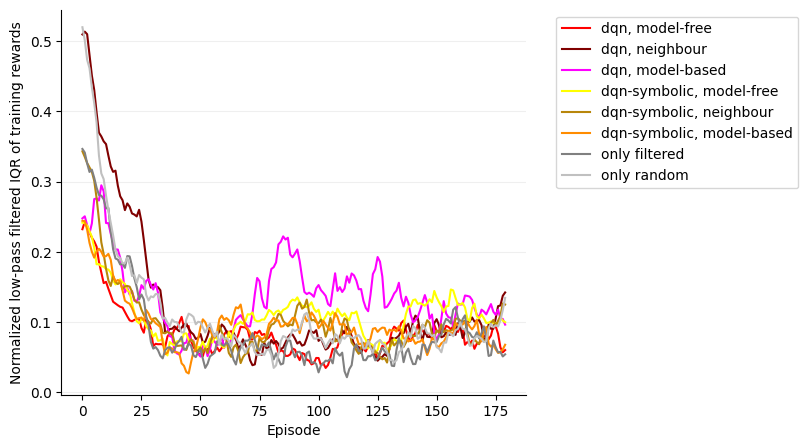 Normalized low-pass filtered IQR of training rewards
0.5
0.4
0.3
0.2
0.1
0.0
0 25 50 75 100 125 150 175
Episode
dqn, model-free
dqn, neighbour
dqn, model-based
dqn-symbolic, model-free
dqn-symbolic, neighbour
dqn-symbolic, model-based
only filtered
only random